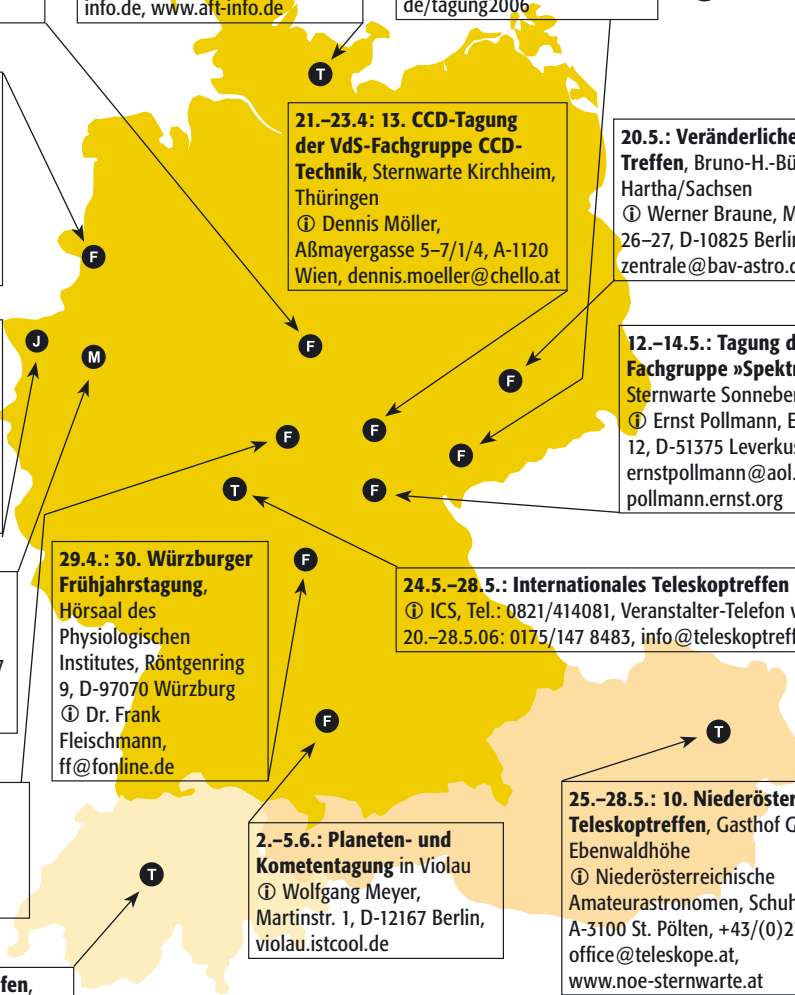 info.de, www.aft-info.de
de/tagung2006
T
21.–23.4: 13. CCD-Tagung
der VdS-Fachgruppe CCD-
Technik, Sternwarte Kirchheim,
Thüringen
ⓘ Dennis Möller,
Aßmayergasse 5–7/1/4, A-1120
Wien, dennis.moeller@chello.at
20.5.: Veränderliche
Treffen, Bruno-H.-Bü
Hartha/Sachsen
ⓘ Werner Braune, M
26–27, D-10825 Berlin
zentrale@bav-astro.d
F
J
M
F
F
12.–14.5.: Tagung d
Fachgruppe »Spektr
Sternwarte Sonneber
ⓘ Ernst Pollmann, E
12, D-51375 Leverkus
ernstpollmann@aol.
pollmann.ernst.org
F
F
F
T
F
29.4.: 30. Würzburger
Frühjahrstagung,
Hörsaal des
Physiologischen
Institutes, Röntgenring
9, D-97070 Würzburg
ⓘ Dr. Frank
Fleischmann,
ff@fonline.de
F
24.5.–28.5.: Internationales Teleskoptreffen
ⓘ ICS, Tel.: 0821/414081, Veranstalter-Telefon v
20.–28.5.06: 0175/147 8483, info@teleskoptreff
F
T
2.–5.6.: Planeten- und
Kometentagung in Violau
ⓘ Wolfgang Meyer,
Martinstr. 1, D-12167 Berlin,
violau.istcool.de
25.–28.5.: 10. Niederöster
Teleskoptreffen, Gasthof G
Ebenwaldhöhe
ⓘ Niederösterreichische
Amateurastronomen, Schuh
A-3100 St. Pölten, +43/(0)2
office@teleskope.at,
www.noe-sternwarte.at
T
ffen,